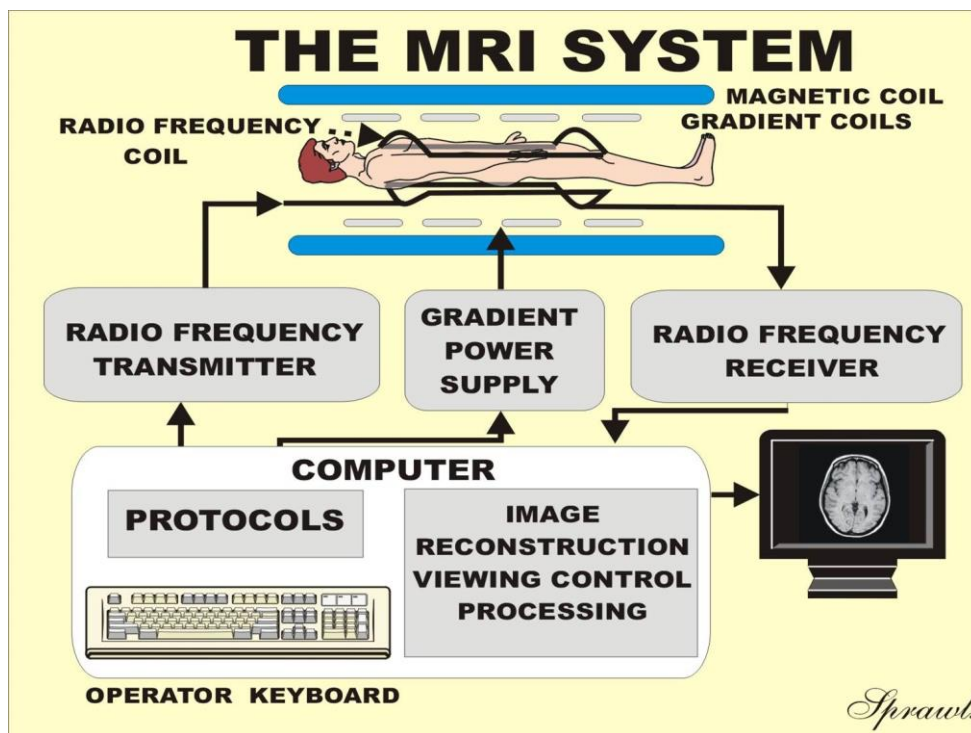 THE MRI SYSTEM
MAGNETIC COIL
GRADIENT COILS
RADIO FREQUENCY
COIL
RADIO FREQUENCY
TRANSMITTER
GRADIENT
POWER
SUPPLY
RADIO FREQUENCY
RECEIVER
COMPUTER
PROTOCOLS
IMAGE
RECONSTRUCTION
VIEWING CONTROL
PROCESSING
OPERATOR KEYBOARD
Sprawls